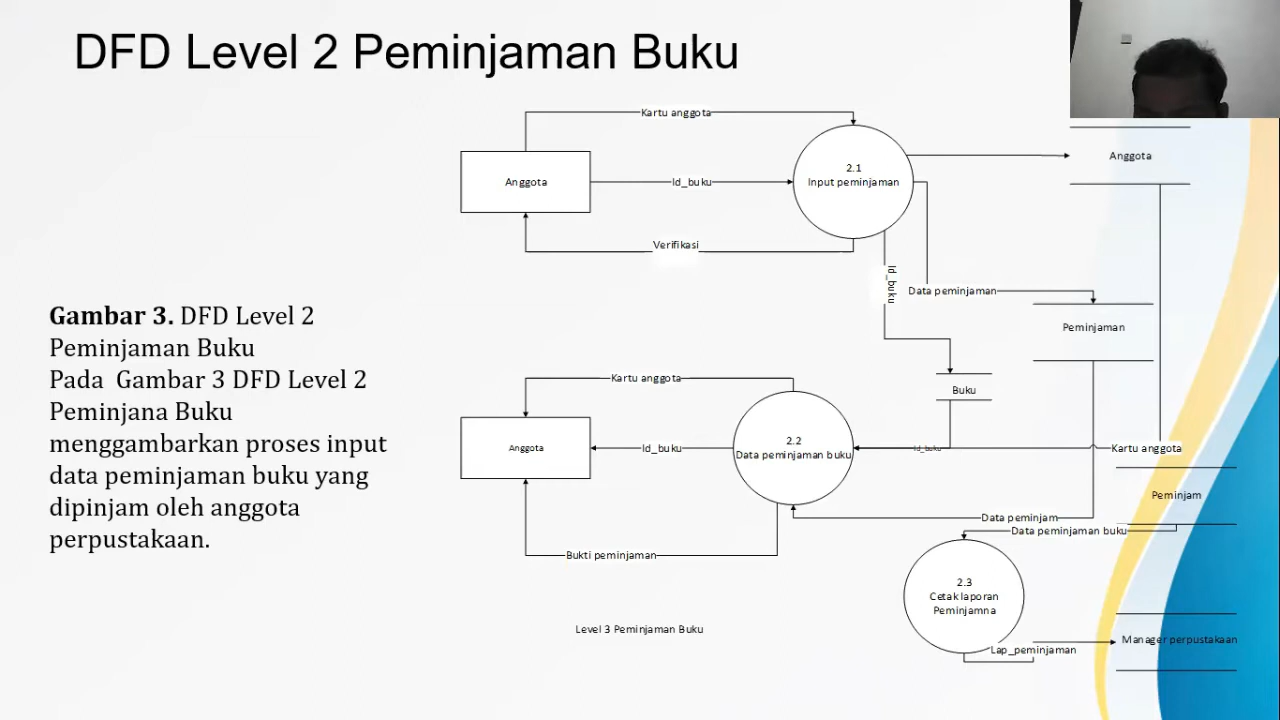 DFD Level 2 Peminjaman Buku
Kartu anggota
Anggota
Id_buku
2.1
Input peminjaman
Anggota
Verifikasi
Id_buku
Data peminjaman
Peminjaman
Gambar 3. DFD Level 2
Peminjaman Buku
Pada Gambar 3 DFD Level 2
Peminjana Buku
menggambarkan proses input
data peminjaman buku yang
dipinjam oleh anggota
perpustakaan.
Kartu anggota
Buku
Anggota
Id_buku
2.2
Data peminjaman buku
Id_buku
Kartu anggota
Peminjam
Data peminjam
Data peminjaman buku
Bukti peminjaman
2.3
Cetak laporan
Peminjamna
Level 3 Peminjaman Buku
Lap_peminjaman
Manager perpustakaan